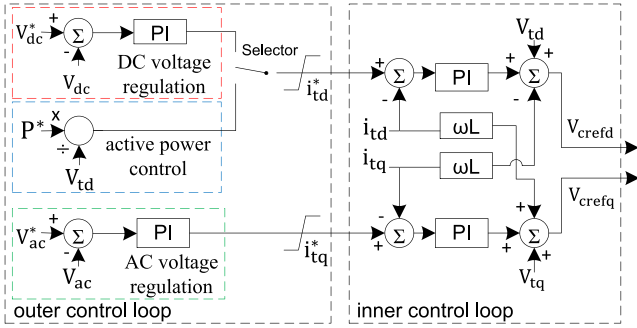 V*dc + PI
-
Vdc
DC voltage
regulation
Selector
i*td
P* x
÷
Vtd
active power
control
V*ac + PI
-
Vac
AC voltage
regulation
i*tq
outer control loop
Vtd
+ Σ PI + Σ +
- -
itd ωL
itq ωL
Vcrefd
Vcrefq
- +
+ Σ PI + Σ +
Vtq
inner control loop